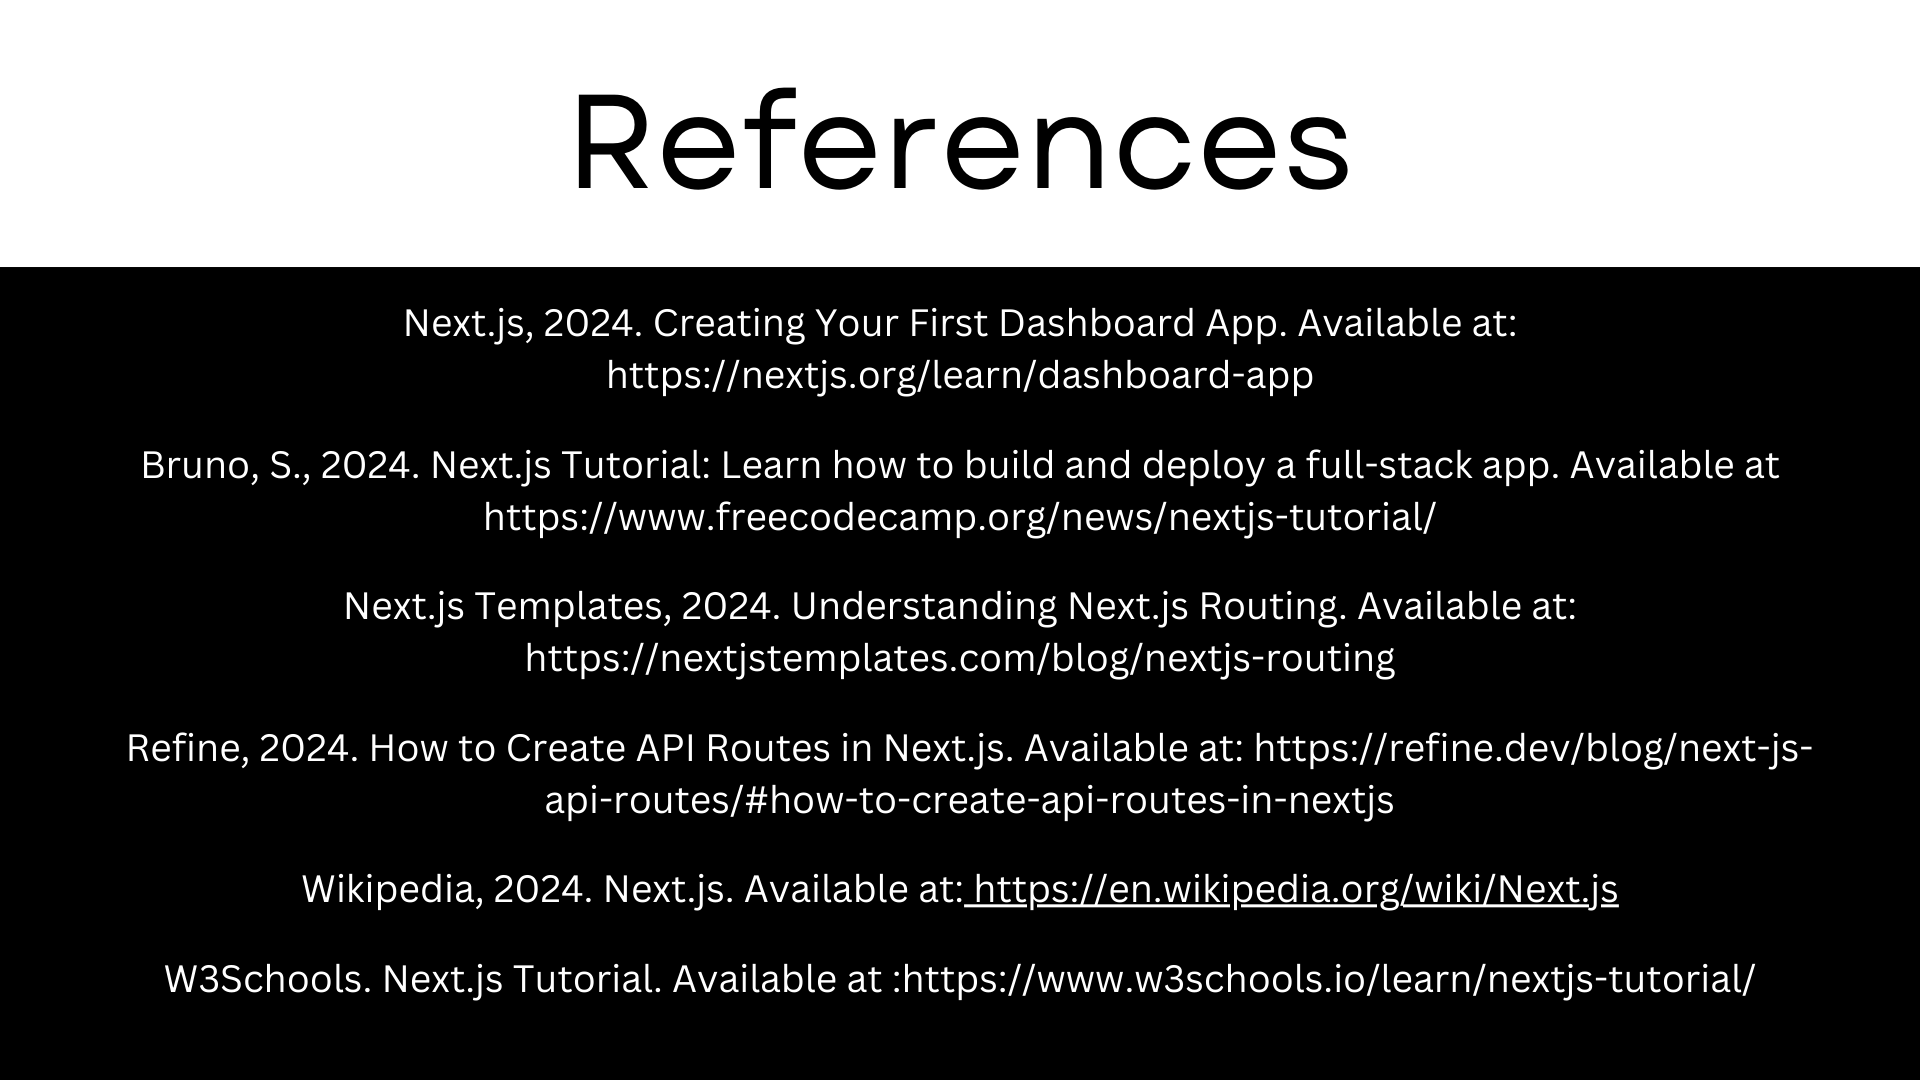 References
Next.js, 2024. Creating Your First Dashboard App. Available at:
https://nextjs.org/learn/dashboard-app
Bruno, S., 2024. Next.js Tutorial: Learn how to build and deploy a full-stack app. Available at
https://www.freecodecamp.org/news/nextjs-tutorial/
Next.js Templates, 2024. Understanding Next.js Routing. Available at:
https://nextjstemplates.com/blog/nextjs-routing
Refine, 2024. How to Create API Routes in Next.js. Available at: https://refine.dev/blog/next-js-
api-routes/#how-to-create-api-routes-in-nextjs
Wikipedia, 2024. Next.js. Available at: https://en.wikipedia.org/wiki/Next.js
W3Schools. Next.js Tutorial. Available at :https://www.w3schools.io/learn/nextjs-tutorial/